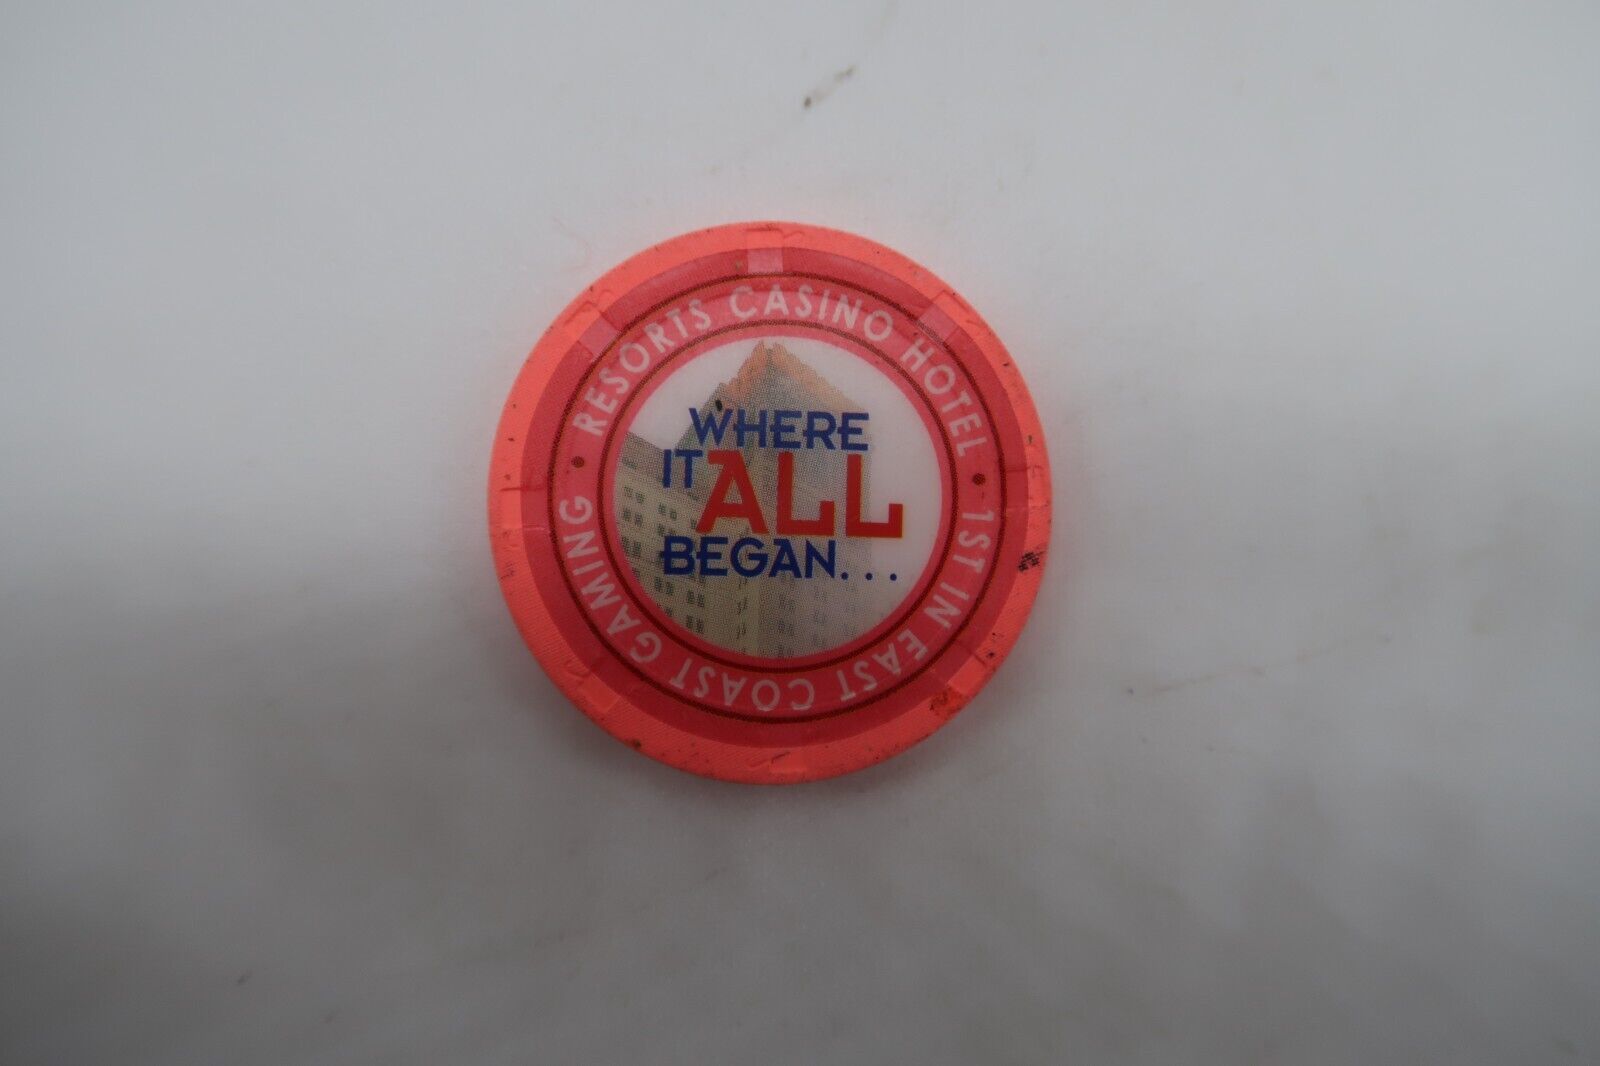 RESORTS CASINO HOTEL
WHERE
IT ALL
BEGAN...
• 1ST IN EAST COAST GAMING •